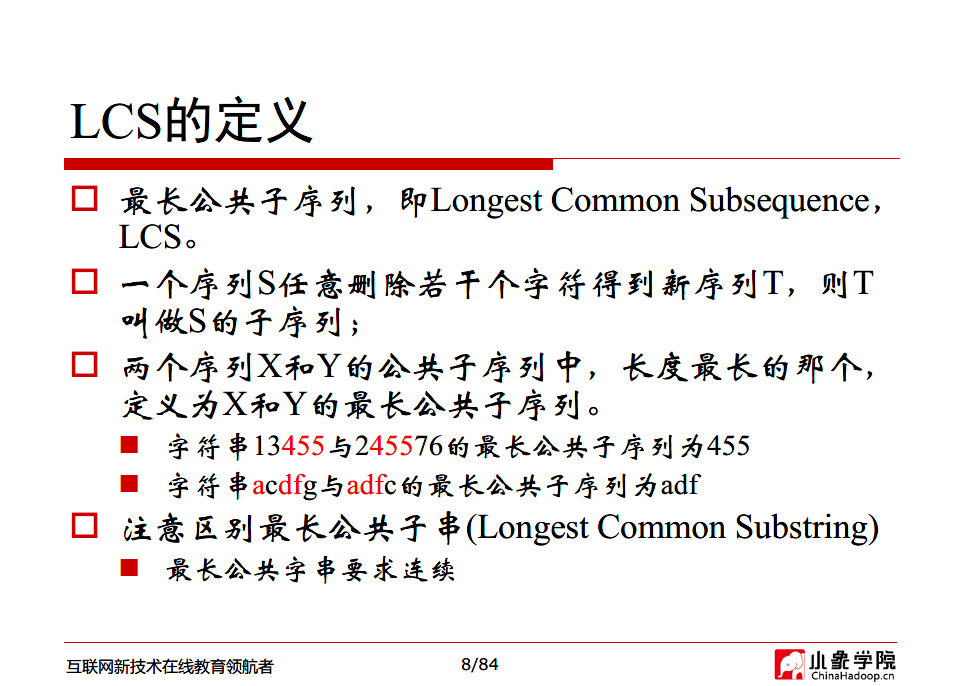 LCS的定义
最长公共子序列，即Longest Common Subsequence，
LCS。
一个序列S任意删除若干个字符得到新序列T，则T
叫做S的子序列；
两个序列X和Y的公共子序列中，长度最长的那个，
定义为X和Y的最长公共子序列。
字符串13455与245576的最长公共子序列为455
字符串acdfg与adfc的最长公共子序列为adf
注意区别最长公共子串(Longest Common Substring)
最长公共字串要求连续
互联网新技术在线教育领航者
8/84
小象学院
ChinaHadoop.cn